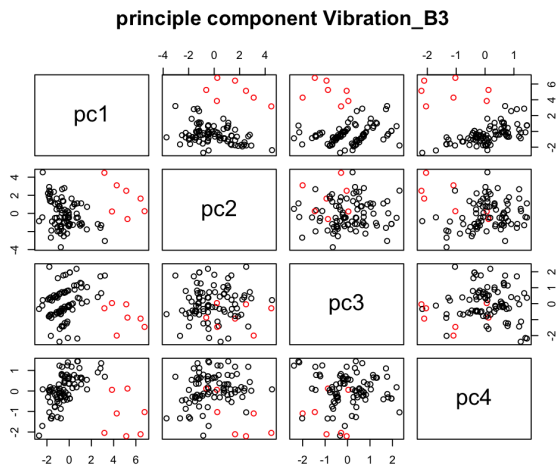 principle component Vibration_B3
-4 -2 0 2 4 -2 -1 0 1
pc1
-2 0 2 4 6
-4 0 2 4
pc2
pc3
-2 -1 0 1 2
-2 -1 0 1
pc4
-2 0 2 4 6 -2 -1 0 1 2